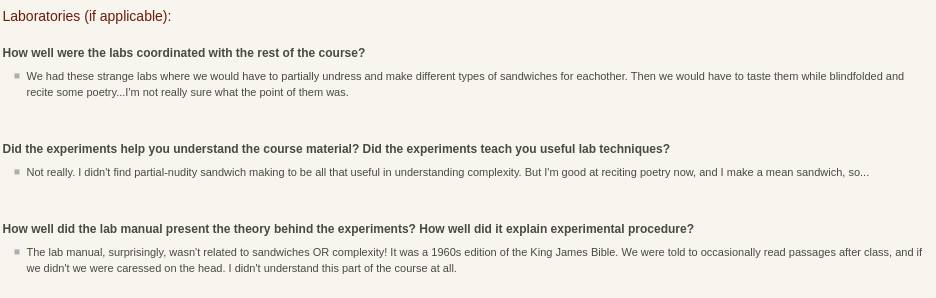 Laboratories (if applicable):
How well were the labs coordinated with the rest of the course?
We had these strange labs where we would have to partially undress and make different types of sandwiches for eachother. Then we would have to taste them while blindfolded and
recite some poetry...I'm not really sure what the point of them was.
Did the experiments help you understand the course material? Did the experiments teach you useful lab techniques?
Not really. I didn't find partial-nudity sandwich making to be all that useful in understanding complexity. But I'm good at reciting poetry now, and I make a mean sandwich, so...
How well did the lab manual present the theory behind the experiments? How well did it explain experimental procedure?
The lab manual, surprisingly, wasn't related to sandwiches OR complexity! It was a 1960s edition of the King James Bible. We were told to occasionally read passages after class, and if
we didn't we were caressed on the head. I didn't understand this part of the course at all.